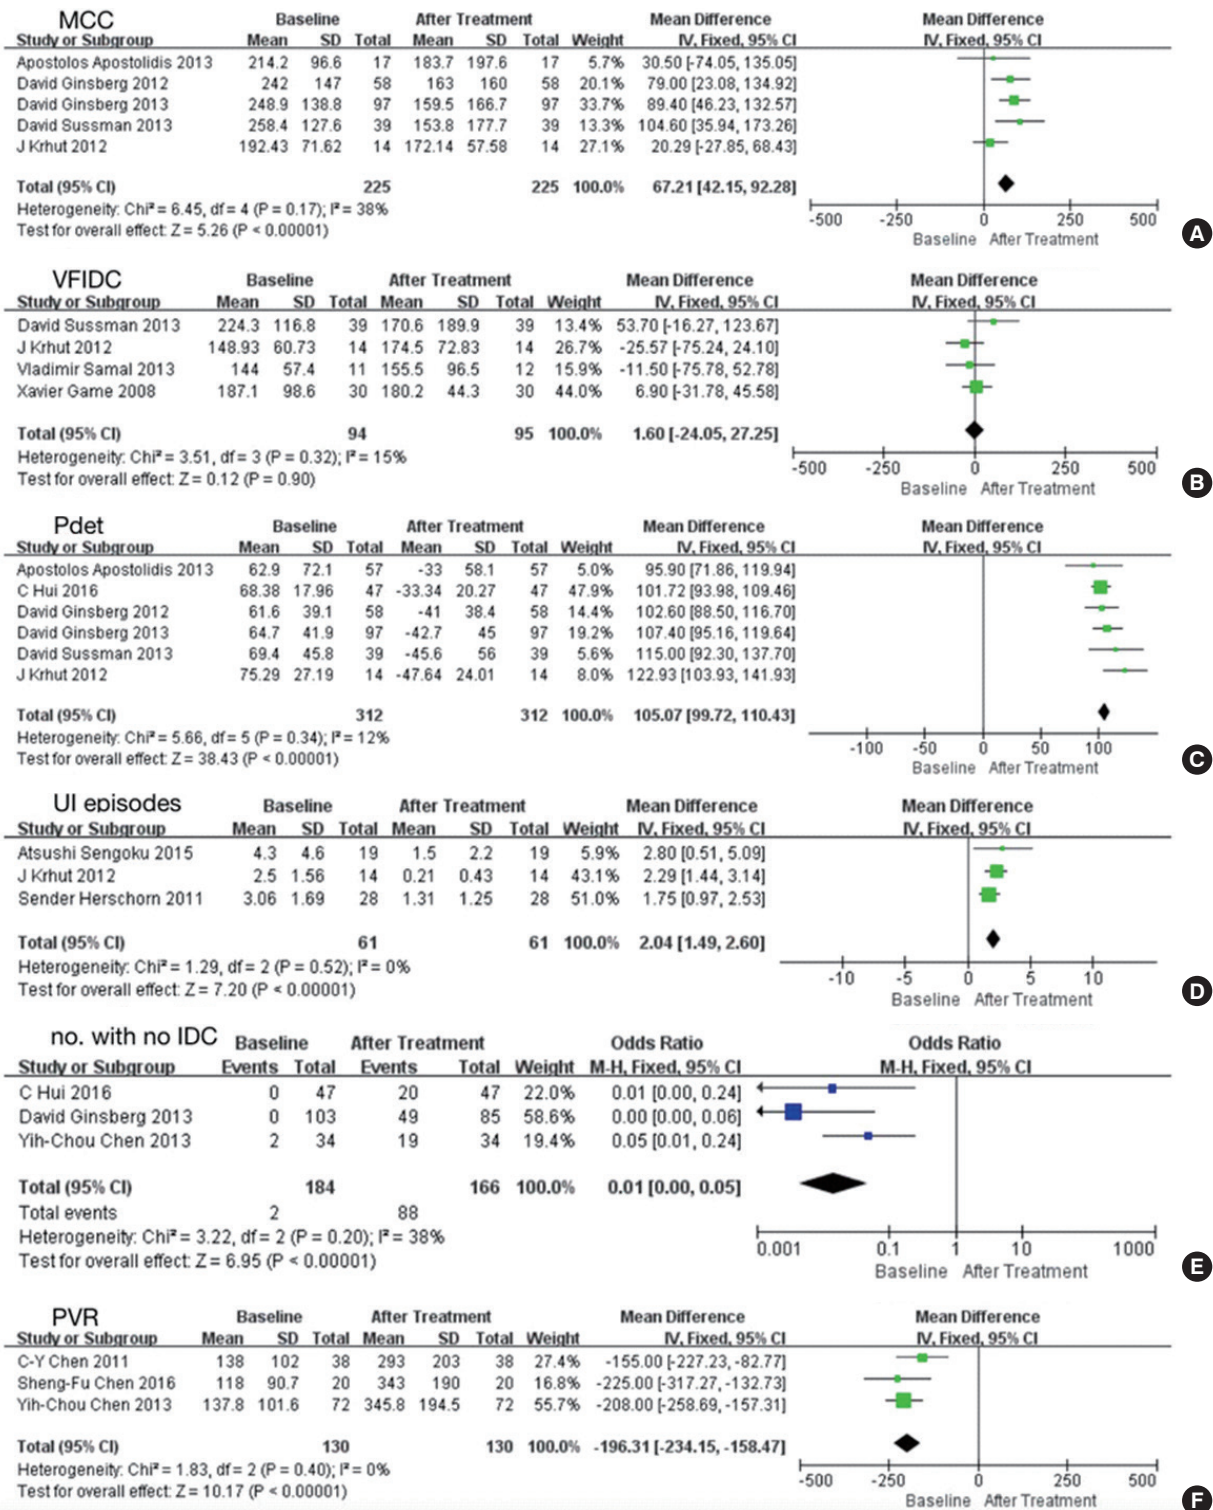 MCC Baseline After Treatment Mean Difference Mean Difference
Study or Subgroup Mean SD Total Mean SD Total Weight IV, Fixed, 95% CI IV, Fixed, 95% CI
Apostolos Apostolidis 2013 214.2 96.6 17 183.7 197.6 17 5.7% 30.50 [-74.05, 135.05]
David Ginsberg 2012 242 147 58 163 160 58 20.1% 79.00 [23.08, 134.92]
David Ginsberg 2013 248.9 138.8 97 159.5 166.7 97 33.7% 89.40 [46.23, 132.57]
David Sussman 2013 258.4 127.6 39 153.8 177.7 39 13.3% 104.60 [35.94, 173.26]
J Krhut 2012 192.43 71.62 14 172.14 57.58 14 27.1% 20.29 [-27.85, 68.43]
Total (95% CI) 225 225 100.0% 67.21 [42.15, 92.28]
Heterogeneity: Chi² = 6.45, df = 4 (P = 0.17); I² = 38%
Test for overall effect: Z = 5.26 (P < 0.00001)
-500 -250 0 250 500
Baseline After Treatment
A
VFIDC Baseline After Treatment Mean Difference Mean Difference
Study or Subgroup Mean SD Total Mean SD Total Weight IV, Fixed, 95% CI IV, Fixed, 95% CI
David Sussman 2013 224.3 116.8 39 170.6 189.9 39 13.4% 53.70 [-16.27, 123.67]
J Krhut 2012 148.93 60.73 14 174.5 72.83 14 26.7% -25.57 [-75.24, 24.10]
Vladimir Samal 2013 144 57.4 11 155.5 96.5 12 15.9% -11.50 [-75.78, 52.78]
Xavier Game 2008 187.1 98.6 30 180.2 44.3 30 44.0% 6.90 [-31.78, 45.58]
Total (95% CI) 94 95 100.0% 1.60 [-24.05, 27.25]
Heterogeneity: Chi² = 3.51, df = 3 (P = 0.32); I² = 15%
Test for overall effect: Z = 0.12 (P = 0.90)
-500 -250 0 250 500
Baseline After Treatment
B
Pdet Baseline After Treatment Mean Difference Mean Difference
Study or Subgroup Mean SD Total Mean SD Total Weight IV, Fixed, 95% CI IV, Fixed, 95% CI
Apostolos Apostolidis 2013 62.9 72.1 57 -33 58.1 57 5.0% 95.90 [71.86, 119.94]
C Hui 2016 68.38 17.96 47 -33.34 20.27 47 47.9% 101.72 [93.98, 109.46]
David Ginsberg 2012 61.6 39.1 58 -41 38.4 58 14.4% 102.60 [88.50, 116.70]
David Ginsberg 2013 64.7 41.9 97 -42.7 45 97 19.2% 107.40 [95.16, 119.64]
David Sussman 2013 69.4 45.8 39 -45.6 56 39 5.6% 115.00 [92.30, 137.70]
J Krhut 2012 75.29 27.19 14 -47.64 24.01 14 8.0% 122.93 [103.93, 141.93]
Total (95% CI) 312 312 100.0% 105.07 [99.72, 110.43]
Heterogeneity: Chi² = 5.66, df = 5 (P = 0.34); I² = 12%
Test for overall effect: Z = 38.43 (P < 0.00001)
-100 -50 0 50 100
Baseline After Treatment
C
UI episodes Baseline After Treatment Mean Difference Mean Difference
Study or Subgroup Mean SD Total Mean SD Total Weight IV, Fixed, 95% CI IV, Fixed, 95% CI
Atsushi Sengoku 2015 4.3 4.6 19 1.5 2.2 19 5.9% 2.80 [0.51, 5.09]
J Krhut 2012 2.5 1.56 14 0.21 0.43 14 43.1% 2.29 [1.44, 3.14]
Sender Herschorn 2011 3.06 1.69 28 1.31 1.25 28 51.0% 1.75 [0.97, 2.53]
Total (95% CI) 61 61 100.0% 2.04 [1.49, 2.60]
Heterogeneity: Chi² = 1.29, df = 2 (P = 0.52); I² = 0%
Test for overall effect: Z = 7.20 (P < 0.00001)
-10 -5 0 5 10
Baseline After Treatment
D
no. with no IDC Baseline After Treatment Odds Ratio Odds Ratio
Study or Subgroup Events Total Events Total Weight M-H, Fixed, 95% CI M-H, Fixed, 95% CI
C Hui 2016 0 47 20 47 22.0% 0.01 [0.00, 0.24]
David Ginsberg 2013 0 103 49 85 58.6% 0.00 [0.00, 0.06]
Yih-Chou Chen 2013 2 34 19 34 19.4% 0.05 [0.01, 0.24]
Total (95% CI) 184 166 100.0% 0.01 [0.00, 0.05]
Total events 2 88
Heterogeneity: Chi² = 3.22, df = 2 (P = 0.20); I² = 38%
Test for overall effect: Z = 6.95 (P < 0.00001)
0.001 0.1 1 10 1000
Baseline After Treatment
E
PVR Baseline After Treatment Mean Difference Mean Difference
Study or Subgroup Mean SD Total Mean SD Total Weight IV, Fixed, 95% CI IV, Fixed, 95% CI
C-Y Chen 2011 138 102 38 293 203 38 27.4% -155.00 [-227.23, -82.77]
Sheng-Fu Chen 2016 118 90.7 20 343 190 20 16.8% -225.00 [-317.27, -132.73]
Yih-Chou Chen 2013 137.8 101.6 72 345.8 194.5 72 55.7% -208.00 [-258.69, -157.31]
Total (95% CI) 130 130 100.0% -196.31 [-234.15, -158.47]
Heterogeneity: Chi² = 1.83, df = 2 (P = 0.40); I² = 0%
Test for overall effect: Z = 10.17 (P < 0.00001)
-500 -250 0 250 500
Baseline After Treatment
F